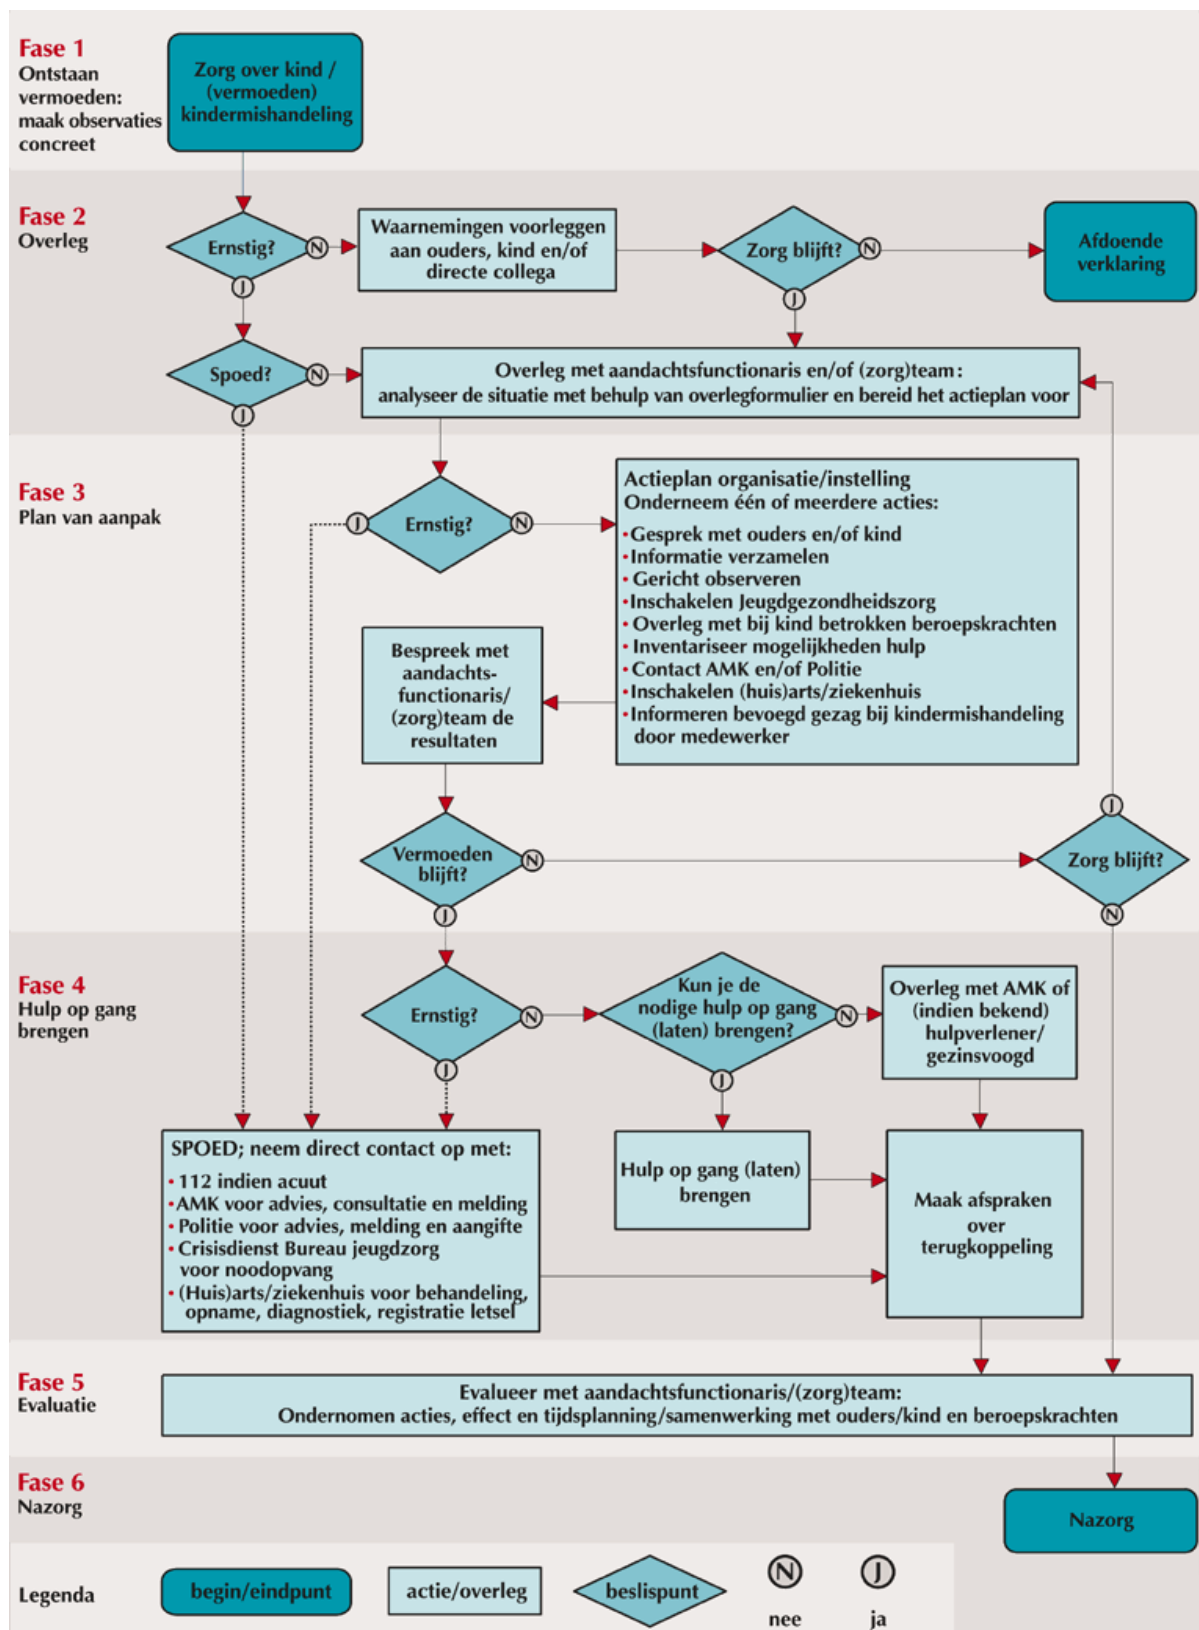 Fase 1
Ontstaan
vermoeden:
maak observaties
concreet
Zorg over kind /
(vermoeden)
kindermishandeling
Fase 2
Overleg
Ernstig?
N
J
Waarnemingen voorleggen
aan ouders, kind en/of
directe collega
Zorg blijft?
N
J
Afdoende
verklaring
Spoed?
N
J
Overleg met aandachtsfunctionaris en/of (zorg)team:
analyseer de situatie met behulp van overlegformulier en bereid het actieplan voor
Fase 3
Plan van aanpak
J
Ernstig?
N
Actieplan organisatie/instelling
Onderneem één of meerdere acties:
• Gesprek met ouders en/of kind
• Informatie verzamelen
• Gericht observeren
• Inschakelen Jeugdgezondheidszorg
• Overleg met bij kind betrokken beroepskrachten
• Inventariseer mogelijkheden hulp
• Contact AMK en/of Politie
• Inschakelen (huis)arts/ziekenhuis
• Informeren bevoegd gezag bij kindermishandeling
door medewerker
Bespreek met
aandachts-
functionaris/
(zorg)team de
resultaten
Vermoeden
blijft?
N
J
J
Zorg blijft?
N
Fase 4
Hulp op gang
brengen
Ernstig?
N
J
Kun je de
nodige hulp op gang
(laten) brengen?
N
J
Overleg met AMK of
(indien bekend)
hulpverlener/
gezinsvoogd
SPOED; neem direct contact op met:
• 112 indien acuut
• AMK voor advies, consultatie en melding
• Politie voor advies, melding en aangifte
• Crisisdienst Bureau jeugdzorg
voor noodopvang
• (Huis)arts/ziekenhuis voor behandeling,
opname, diagnostiek, registratie letsel
Hulp op gang (laten)
brengen
Maak afspraken
over
terugkoppeling
Fase 5
Evaluatie
Evalueer met aandachtsfunctionaris/(zorg)team:
Ondernomen acties, effect en tijdsplanning/samenwerking met ouders/kind en beroepskrachten
Fase 6
Nazorg
Nazorg
Legenda
begin/eindpunt
actie/overleg
beslispunt
N
nee
J
ja